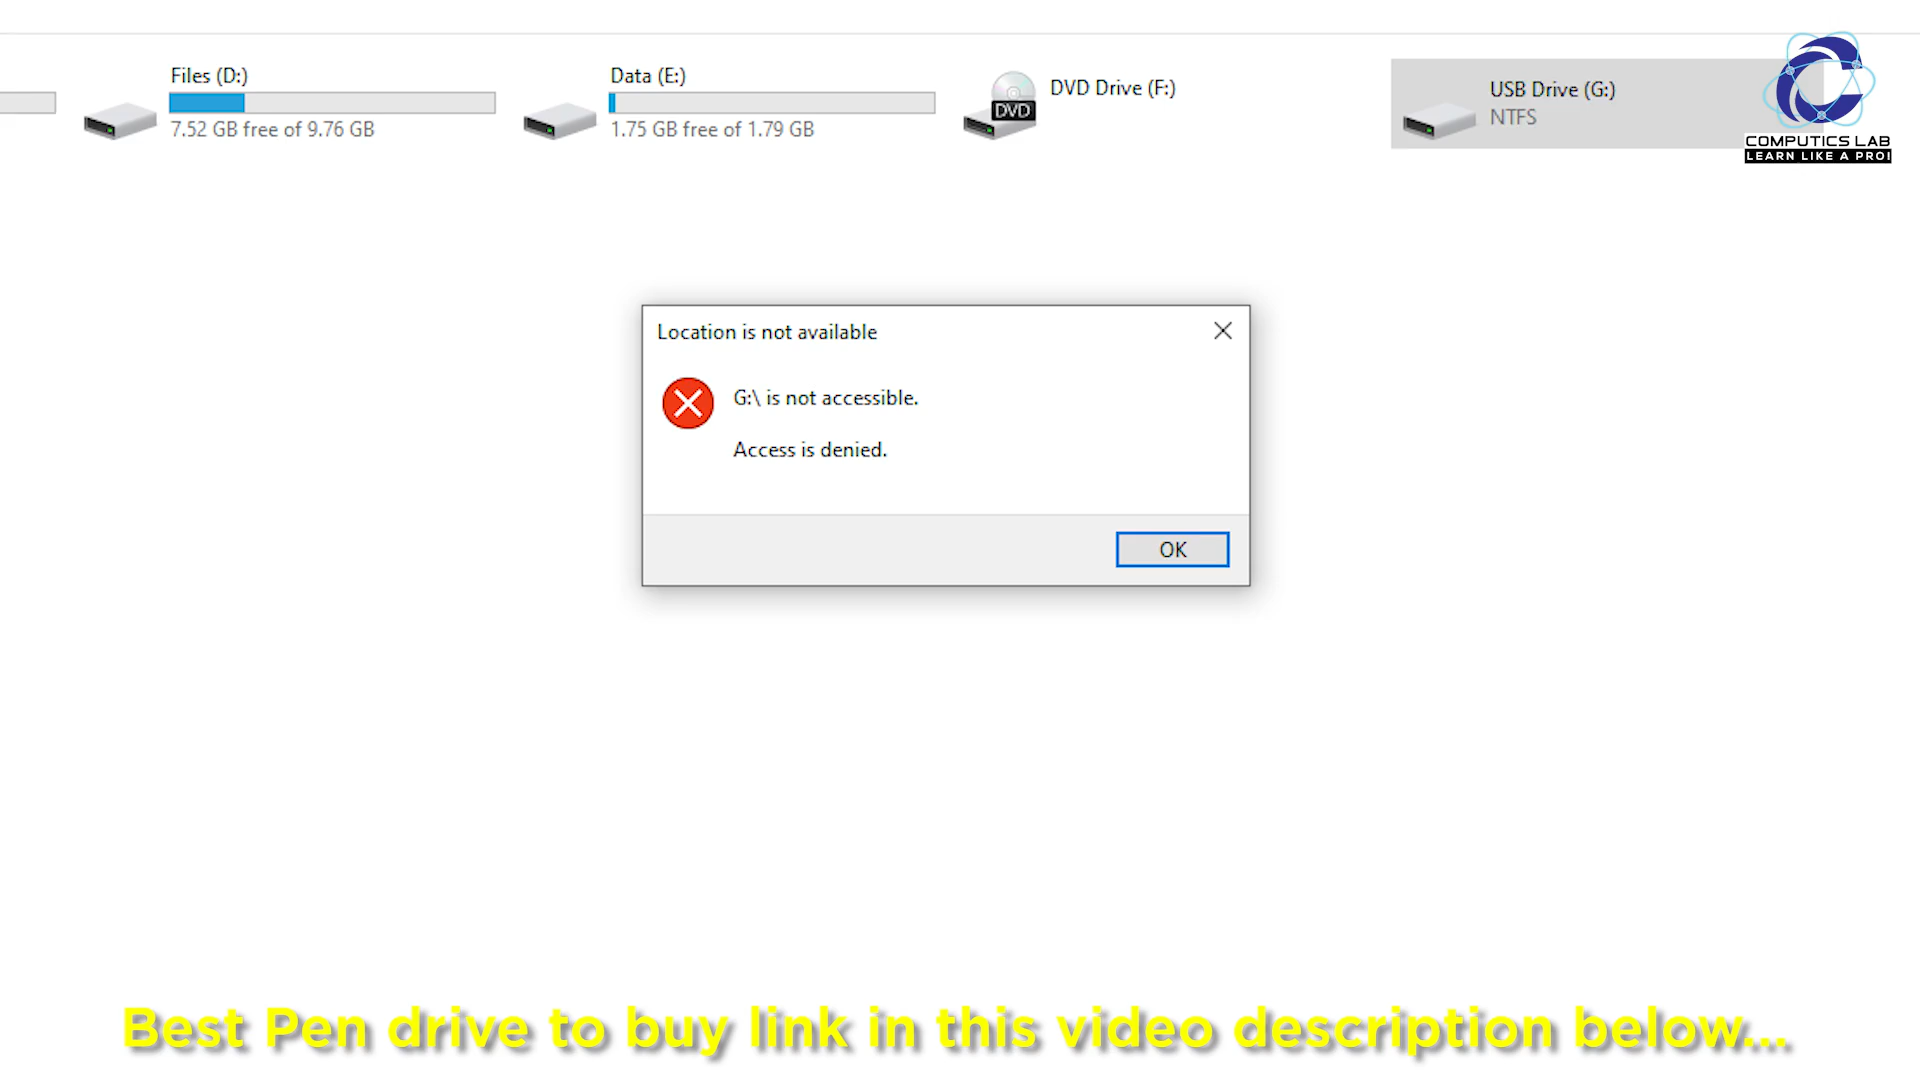 Files (D:)
7.52 GB free of 9.76 GB
Data (E:)
1.75 GB free of 1.79 GB
DVD
DVD Drive (F:)
USB Drive (G:)
NTFS
COMPUTICS LAB
LEARN LIKE A PRO!
Location is not available
G:\ is not accessible.
Access is denied.
OK
Best Pen drive to buy link in this video description below...